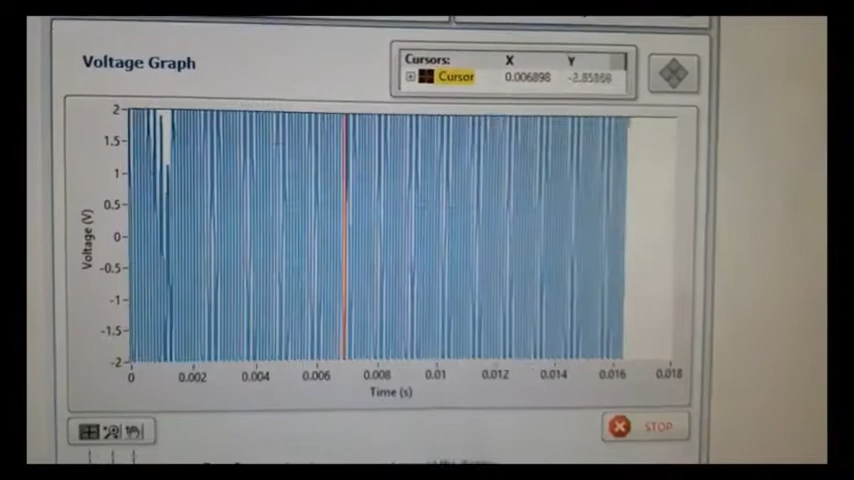 Voltage Graph
Cursors: X Y
Cursor 0.006898 -2.85868
2
1.5
1
0.5
0
-0.5
-1
-1.5
-2
Voltage (V)
0 0.002 0.004 0.006 0.008 0.01 0.012 0.014 0.016 0.018
Time (s)
STOP